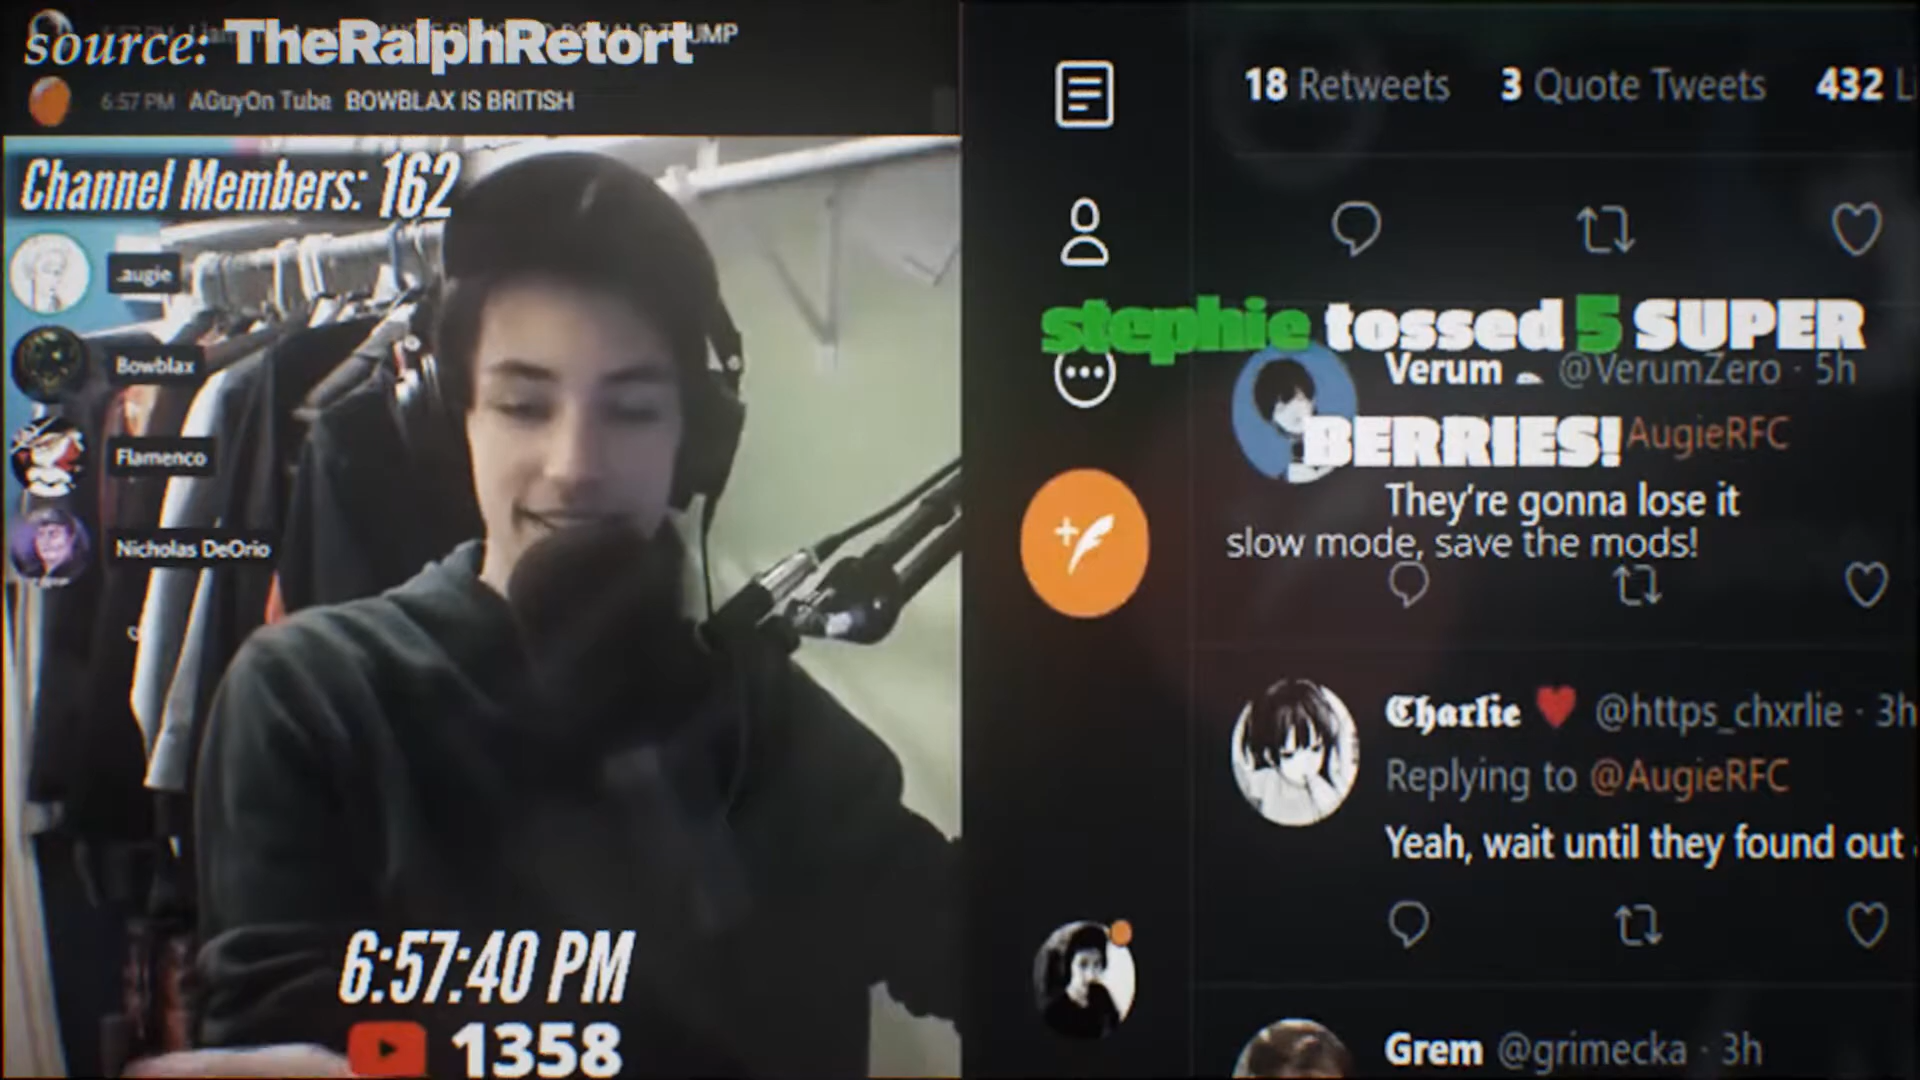 source: TheRalphRetort
6:57 PM AGuyOn Tube BOWBLAX IS BRITISH
Channel Members: 162
.augie
Bowblax
Flamenco
Nicholas DeOrio
6:57:40 PM
1358
18 Retweets 3 Quote Tweets 432
stephie tossed 5 SUPER
BERRIES!
Verum @VerumZero · 5h
AugieRFC
They're gonna lose it
slow mode, save the mods!
Charlie @https_chxrlie · 3h
Replying to @AugieRFC
Yeah, wait until they found out
Grem @grimecka · 3h